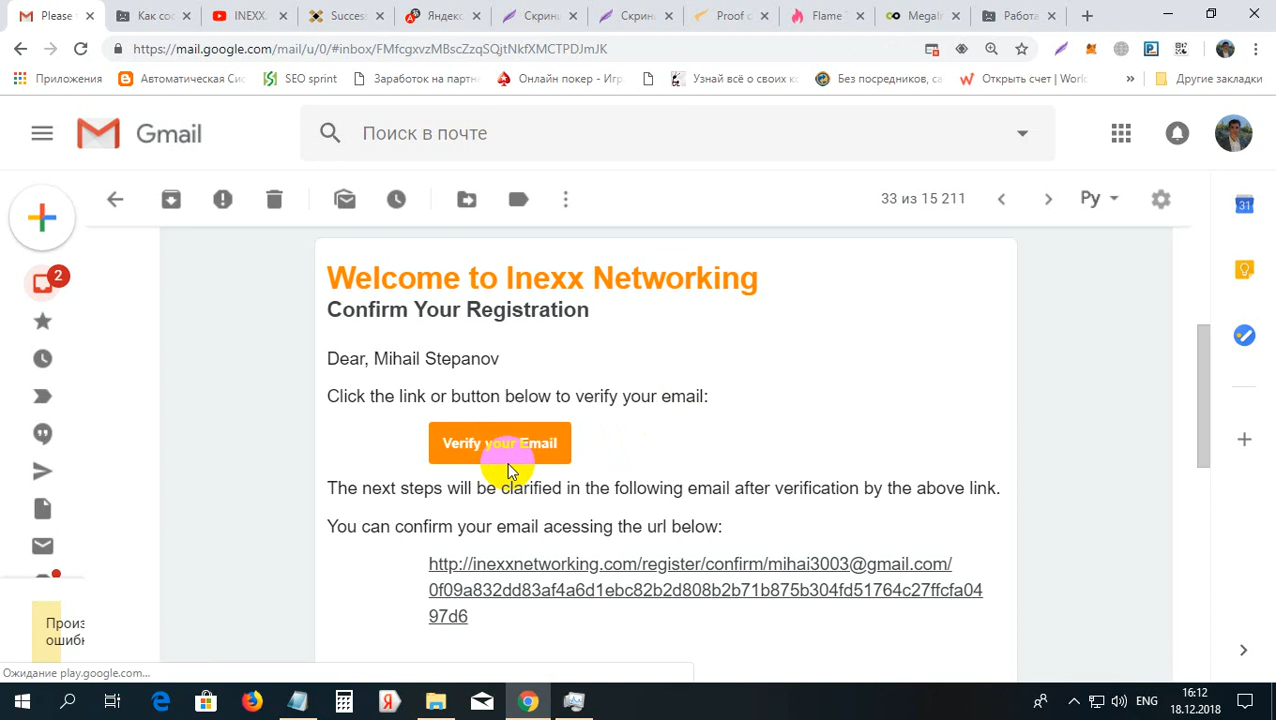 Please
Как сос
INEXX.
Success
Яндекс
Скрин
Скрин
Proof c
Flame
MegaIn
Работа
https://mail.google.com/mail/u/0/#inbox/FMfcgxvzMBscZzqSQjtNkfXMCTPDJmJK
Приложения
Автоматическая Сис
SEO sprint
Заработок на партн
Онлайн покер - Игр
Узнай всё о своих к
Без посредников, са
Открыть счет | Worl
»
Другие закладки
Gmail
Поиск в почте
33 из 15 211
Ру
31
2
Welcome to Inexx Networking
Confirm Your Registration
Dear, Mihail Stepanov
Click the link or button below to verify your email:
Verify your Email
The next steps will be clarified in the following email after verification by the above link.
You can confirm your email acessing the url below:
http://inexxnetworking.com/register/confirm/mihai3003@gmail.com/
0f09a832dd83af4a6d1ebc82b2d808b2b71b875b304fd51764c27ffcfa04
97d6
Произ
ошибк
Ожидание play.google.com...
ENG
16:12
18.12.2018